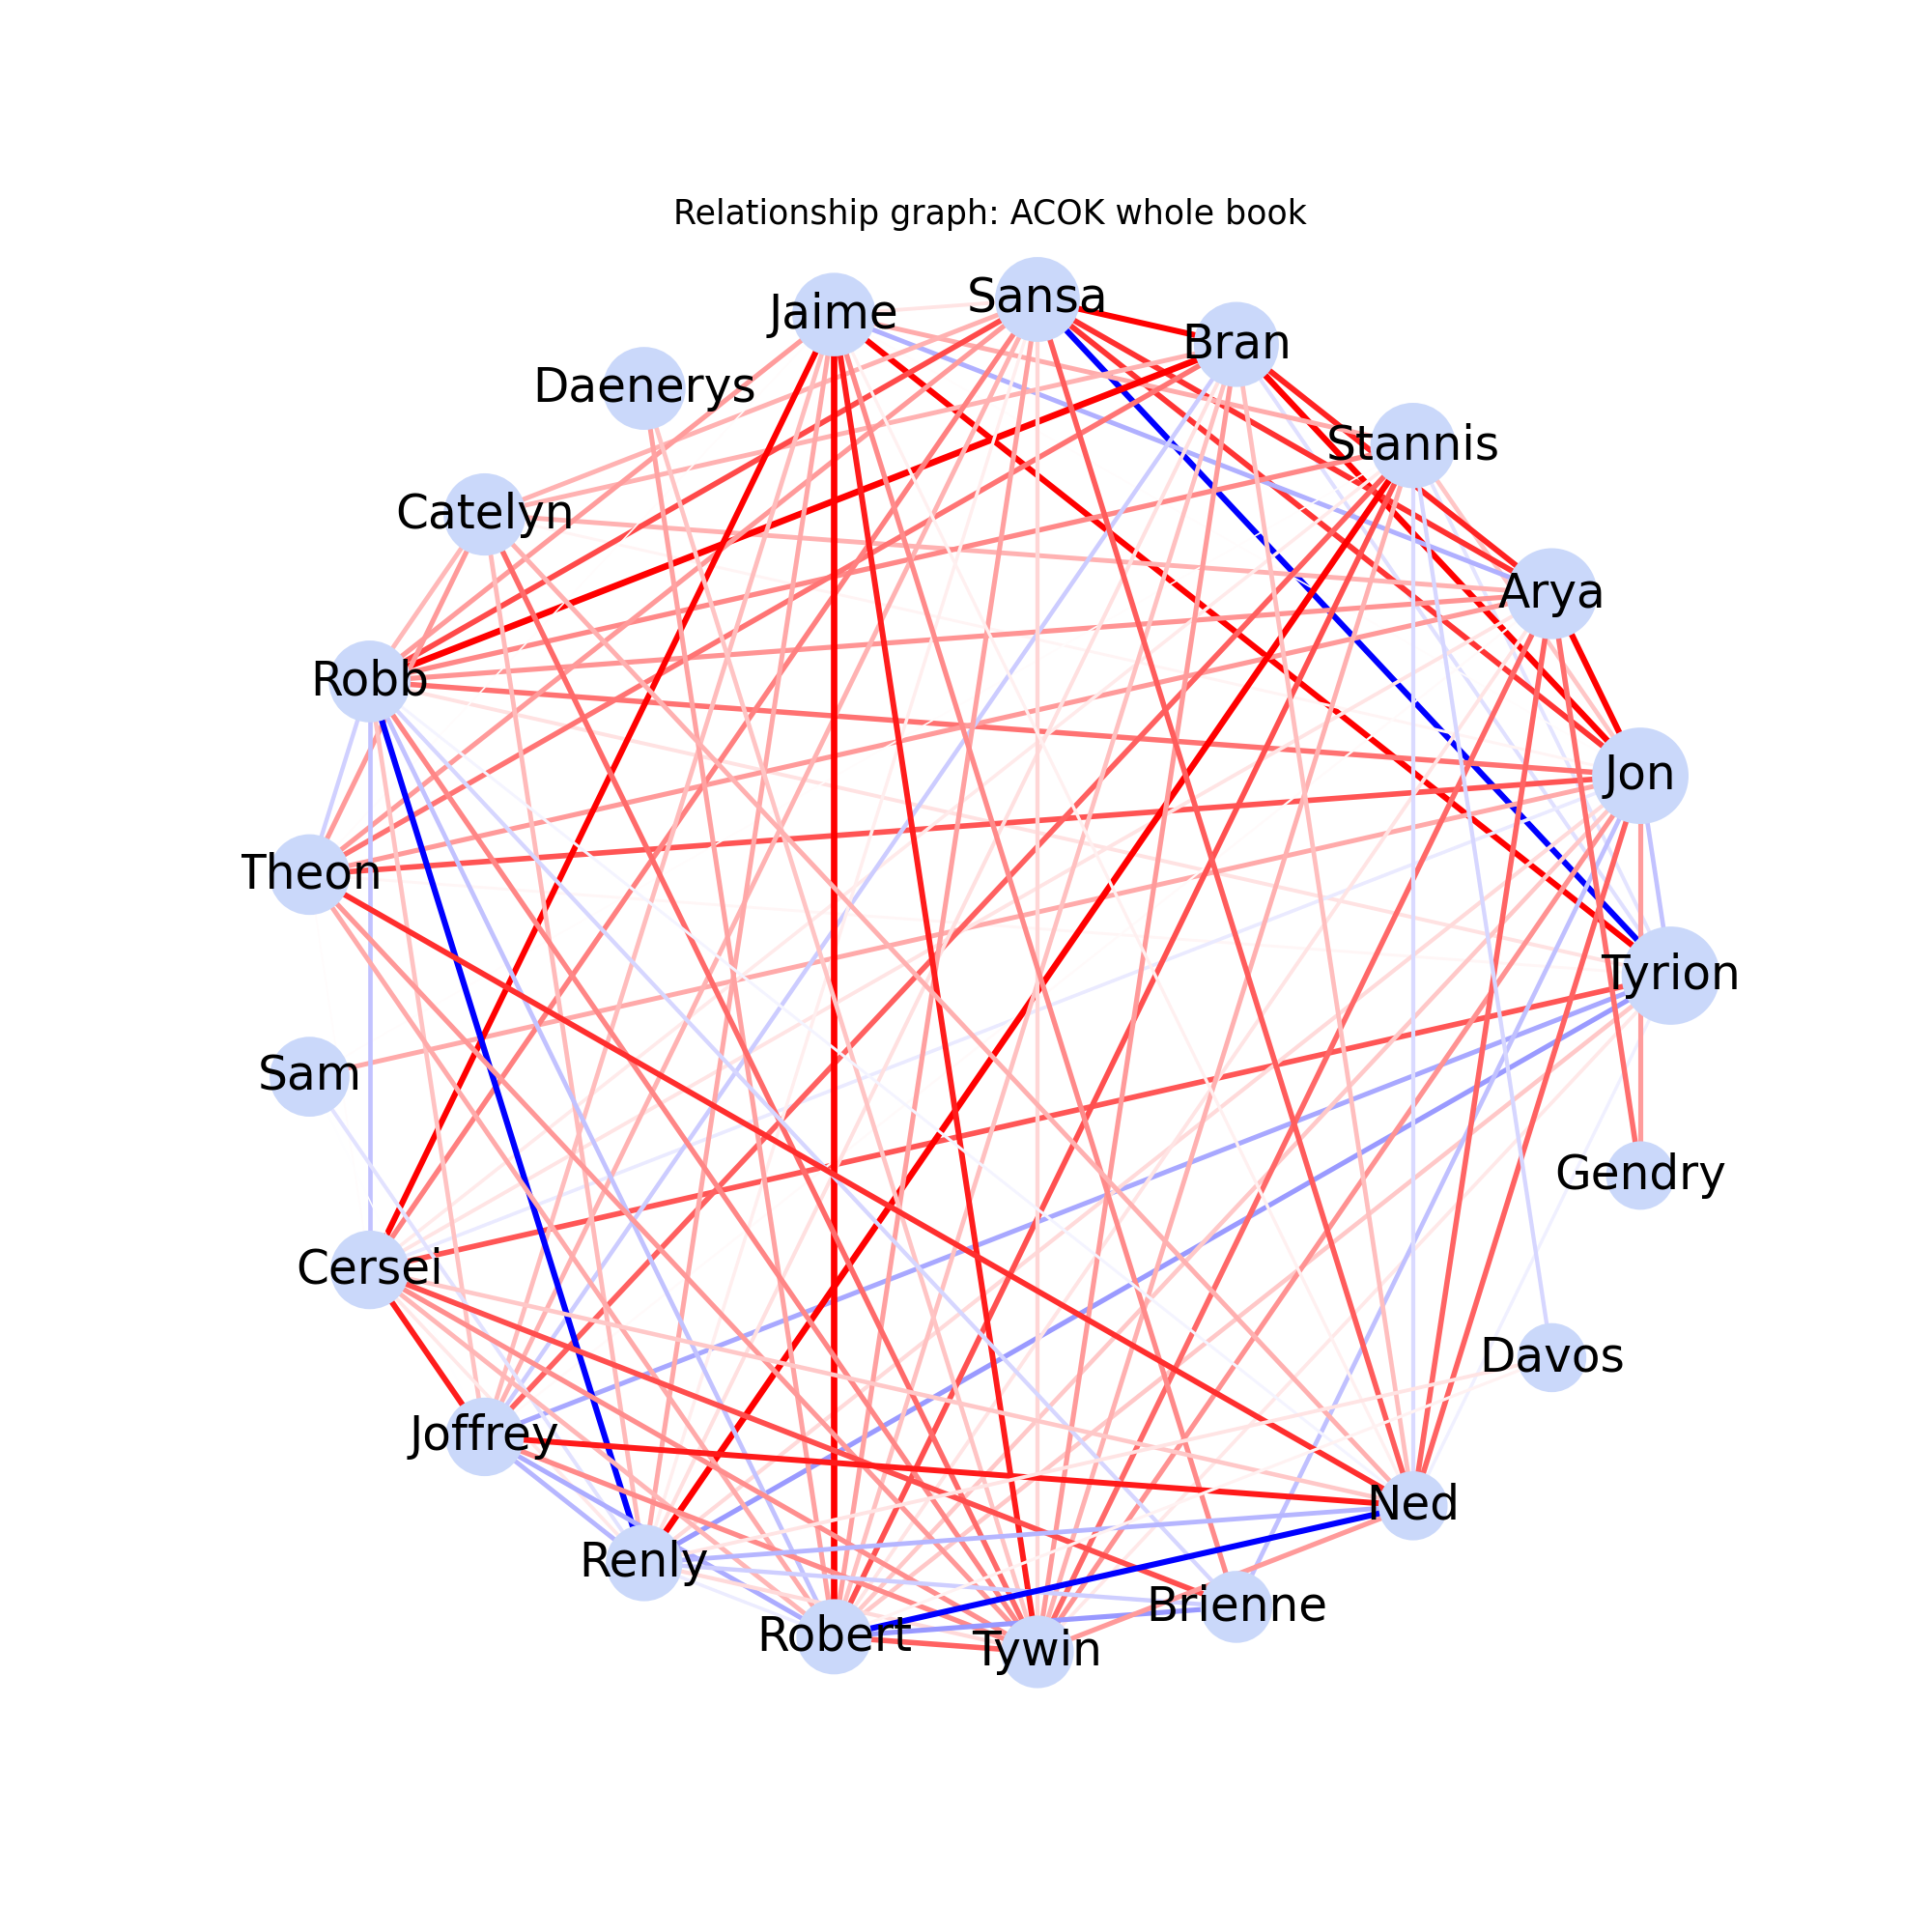 Relationship graph: ACOK whole book
Sansa
Jaime
Bran
Daenerys
Stannis
Catelyn
Arya
Robb
Jon
Theon
Tyrion
Sam
Gendry
Cersei
Davos
Joffrey
Ned
Renly
Brienne
Robert
Tywin